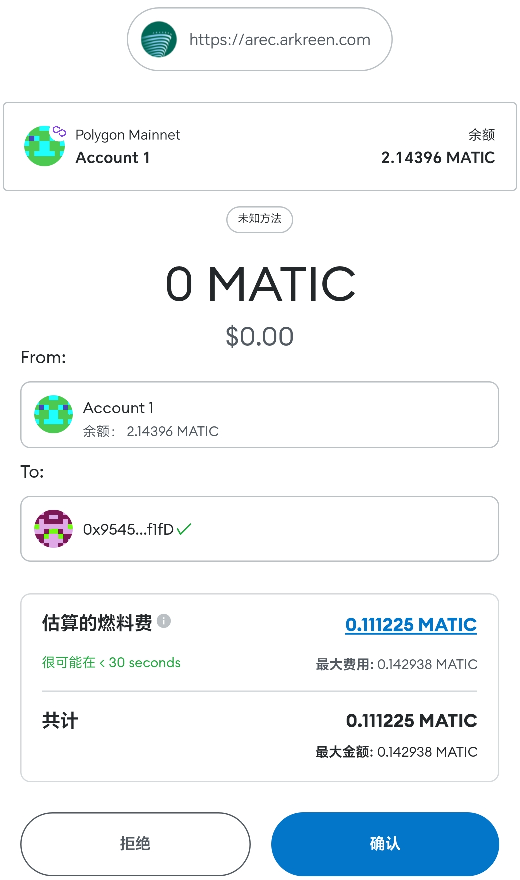 https://arec.arkreen.com
Polygon Mainnet
余额
Account 1
2.14396 MATIC
未知方法
0 MATIC
$0.00
From:
Account 1
余额： 2.14396 MATIC
To:
0x9545...f1fD
估算的燃料费
0.111225 MATIC
很可能在 < 30 seconds
最大费用: 0.142938 MATIC
共计
0.111225 MATIC
最大金额: 0.142938 MATIC
拒绝
确认